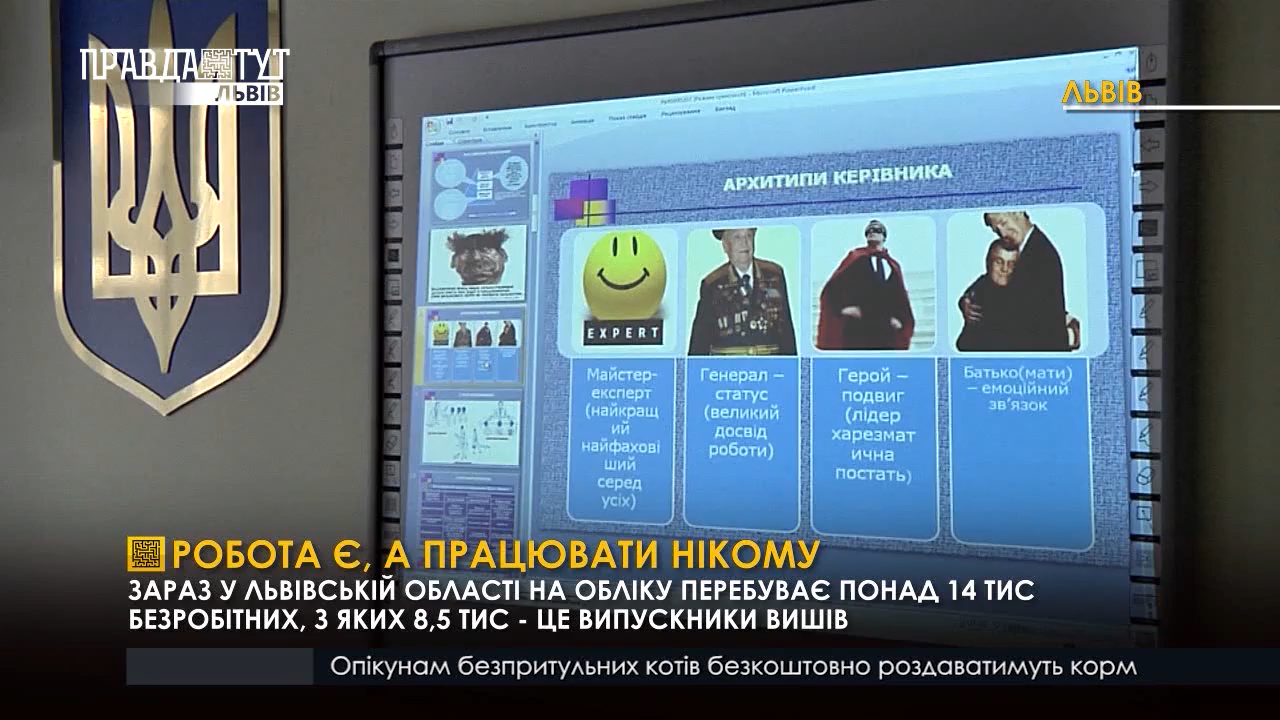 ПРАВДА ТУТ
ЛЬВІВ
ЛЬВІВ
АРХИТИПИ КЕРІВНИКА
EXPERT
Майстер-
експерт
(найкращ
ий
найфахові
ший
серед
усіх)
Генерал –
статус
(великий
досвід
роботи)
Герой –
подвиг
(лідер
харезмат
ична
постать)
Батько(мати)
– емоційний
зв'язок
РОБОТА Є, А ПРАЦЮВАТИ НІКОМУ
ЗАРАЗ У ЛЬВІВСЬКІЙ ОБЛАСТІ НА ОБЛІКУ ПЕРЕБУВАЄ ПОНАД 14 ТИС
БЕЗРОБІТНИХ, З ЯКИХ 8,5 ТИС - ЦЕ ВИПУСКНИКИ ВИШІВ
Опікунам безпритульних котів безкоштовно роздаватимуть корм